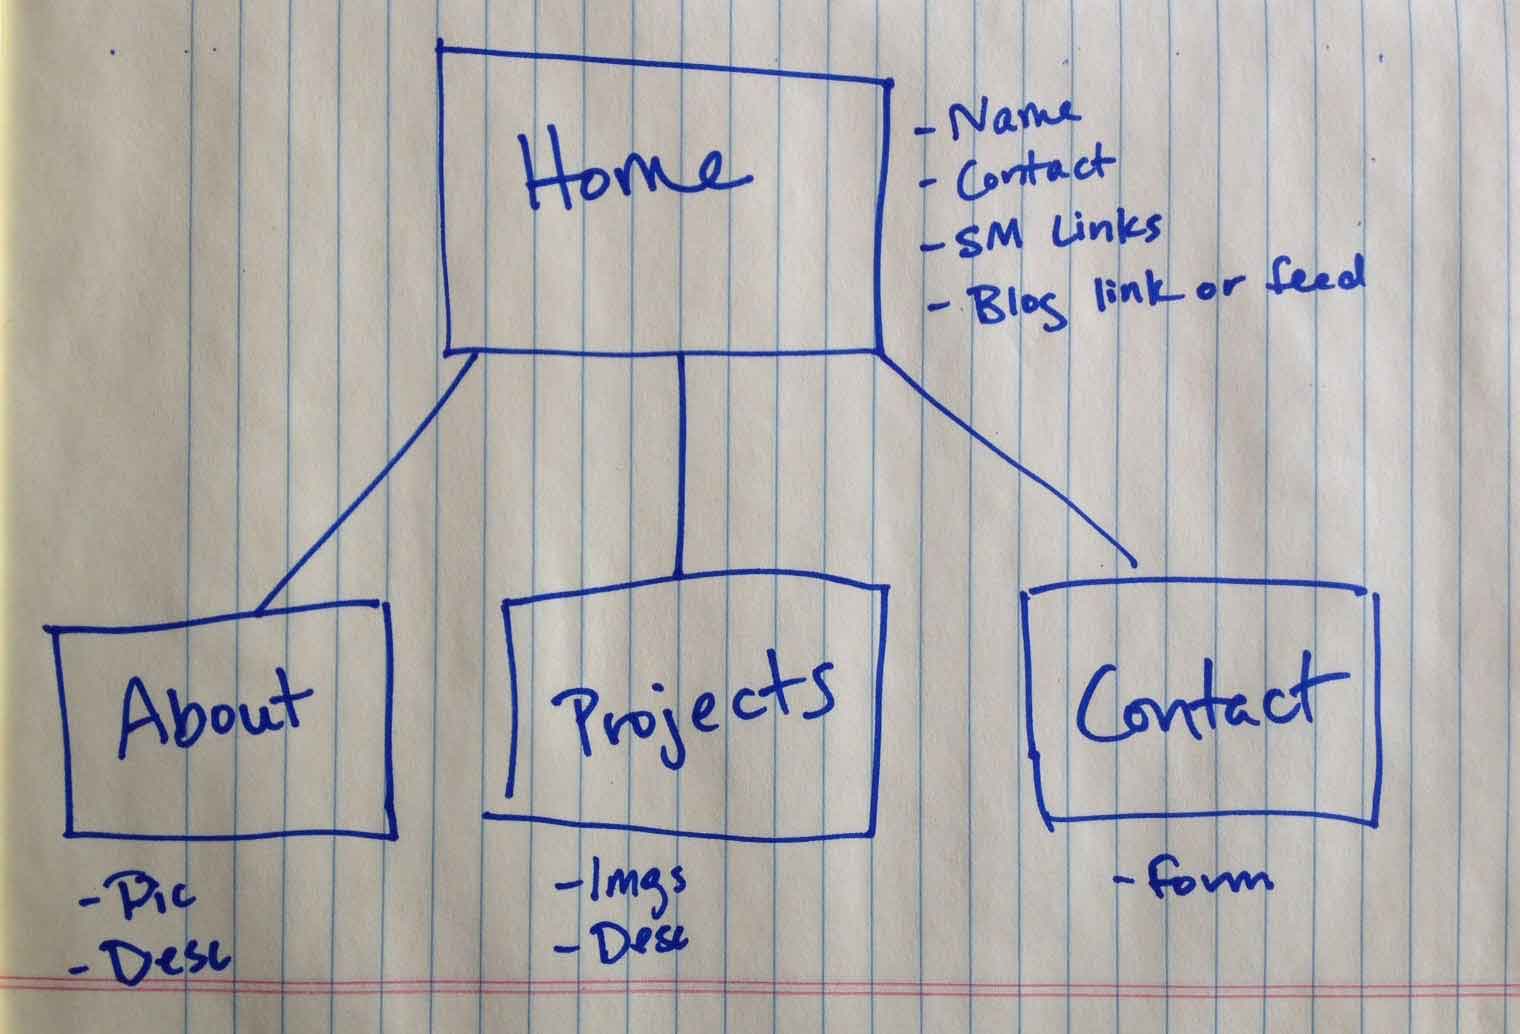 Home
- Name
- Contact
- SM Links
- Blog link or feed
About
- Pic
- Desc
Projects
- Imgs
- Desc
Contact
- form